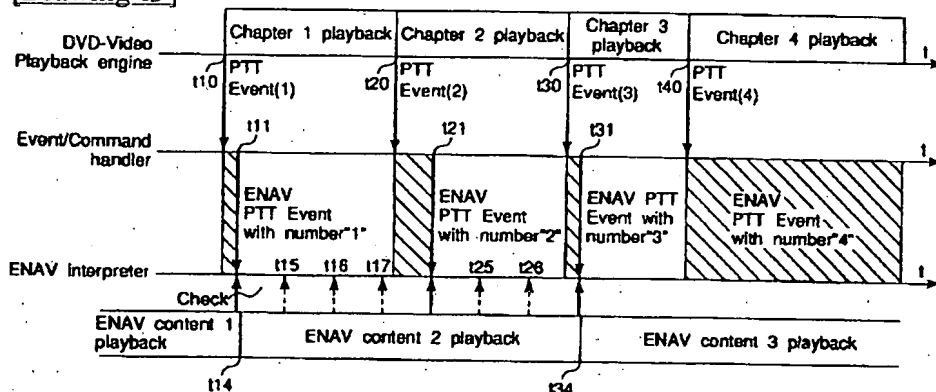 Chapter 1 playback
Chapter 2 playback
Chapter 3
playback
Chapter 4 playback
DVD-Video
Playback engine
t
t10
PTT
Event(1)
t20
PTT
Event(2)
t30
PTT
Event(3)
t40
PTT
Event(4)
t11
t21
t31
Event/Command
handler
t
ENAV
PTT Event
with number"1"
ENAV
PTT Event
with number"2"
ENAV PTT
Event with
number"3"
ENAV
PTT Event
with number"4"
ENAV Interpreter
t15
t16
t17
t25
t26
t
Check
ENAV content 1
playback
ENAV content 2 playback
ENAV content 3 playback
t14
t34